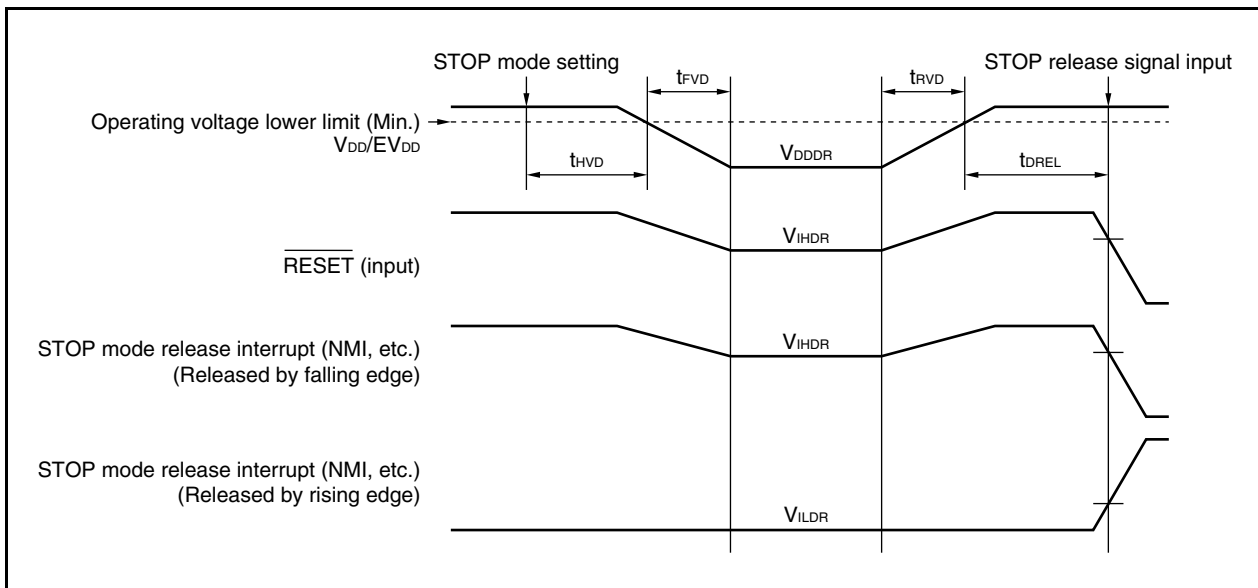 STOP mode setting
tFVD
tRVD
STOP release signal input
Operating voltage lower limit (Min.)
VDD/EVDD
tHVD
VDDDR
tDREL
RESET (input)
VIHDR
STOP mode release interrupt (NMI, etc.)
(Released by falling edge)
VIHDR
STOP mode release interrupt (NMI, etc.)
(Released by rising edge)
VILDR